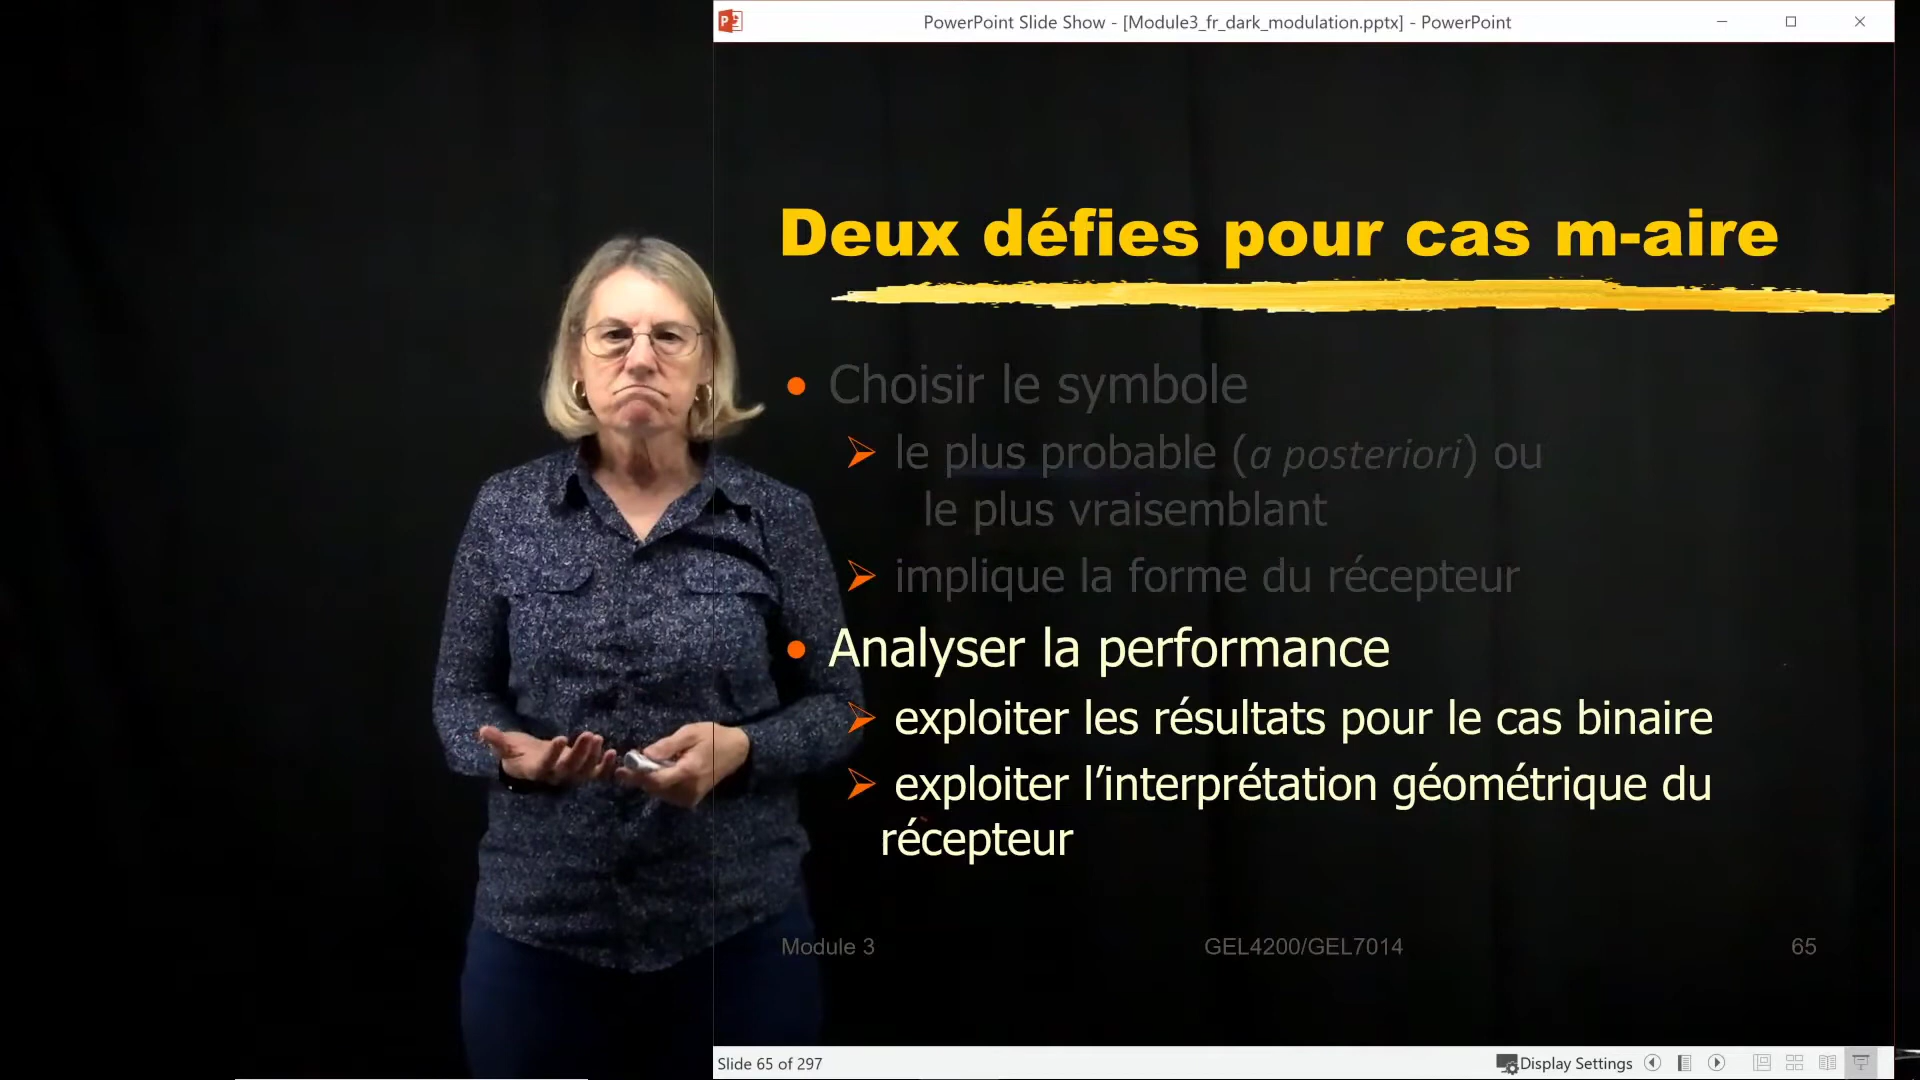 PowerPoint Slide Show - [Module3_fr_dark_modulation.pptx] - PowerPoint
Deux défies pour cas m-aire
• Choisir le symbole
➢ le plus probable (a posteriori) ou
le plus vraisemblant
➢ implique la forme du récepteur
• Analyser la performance
➢ exploiter les résultats pour le cas binaire
➢ exploiter l’interprétation géométrique du
récepteur
Module 3 GEL4200/GEL7014 65
Slide 65 of 297 Display Settings